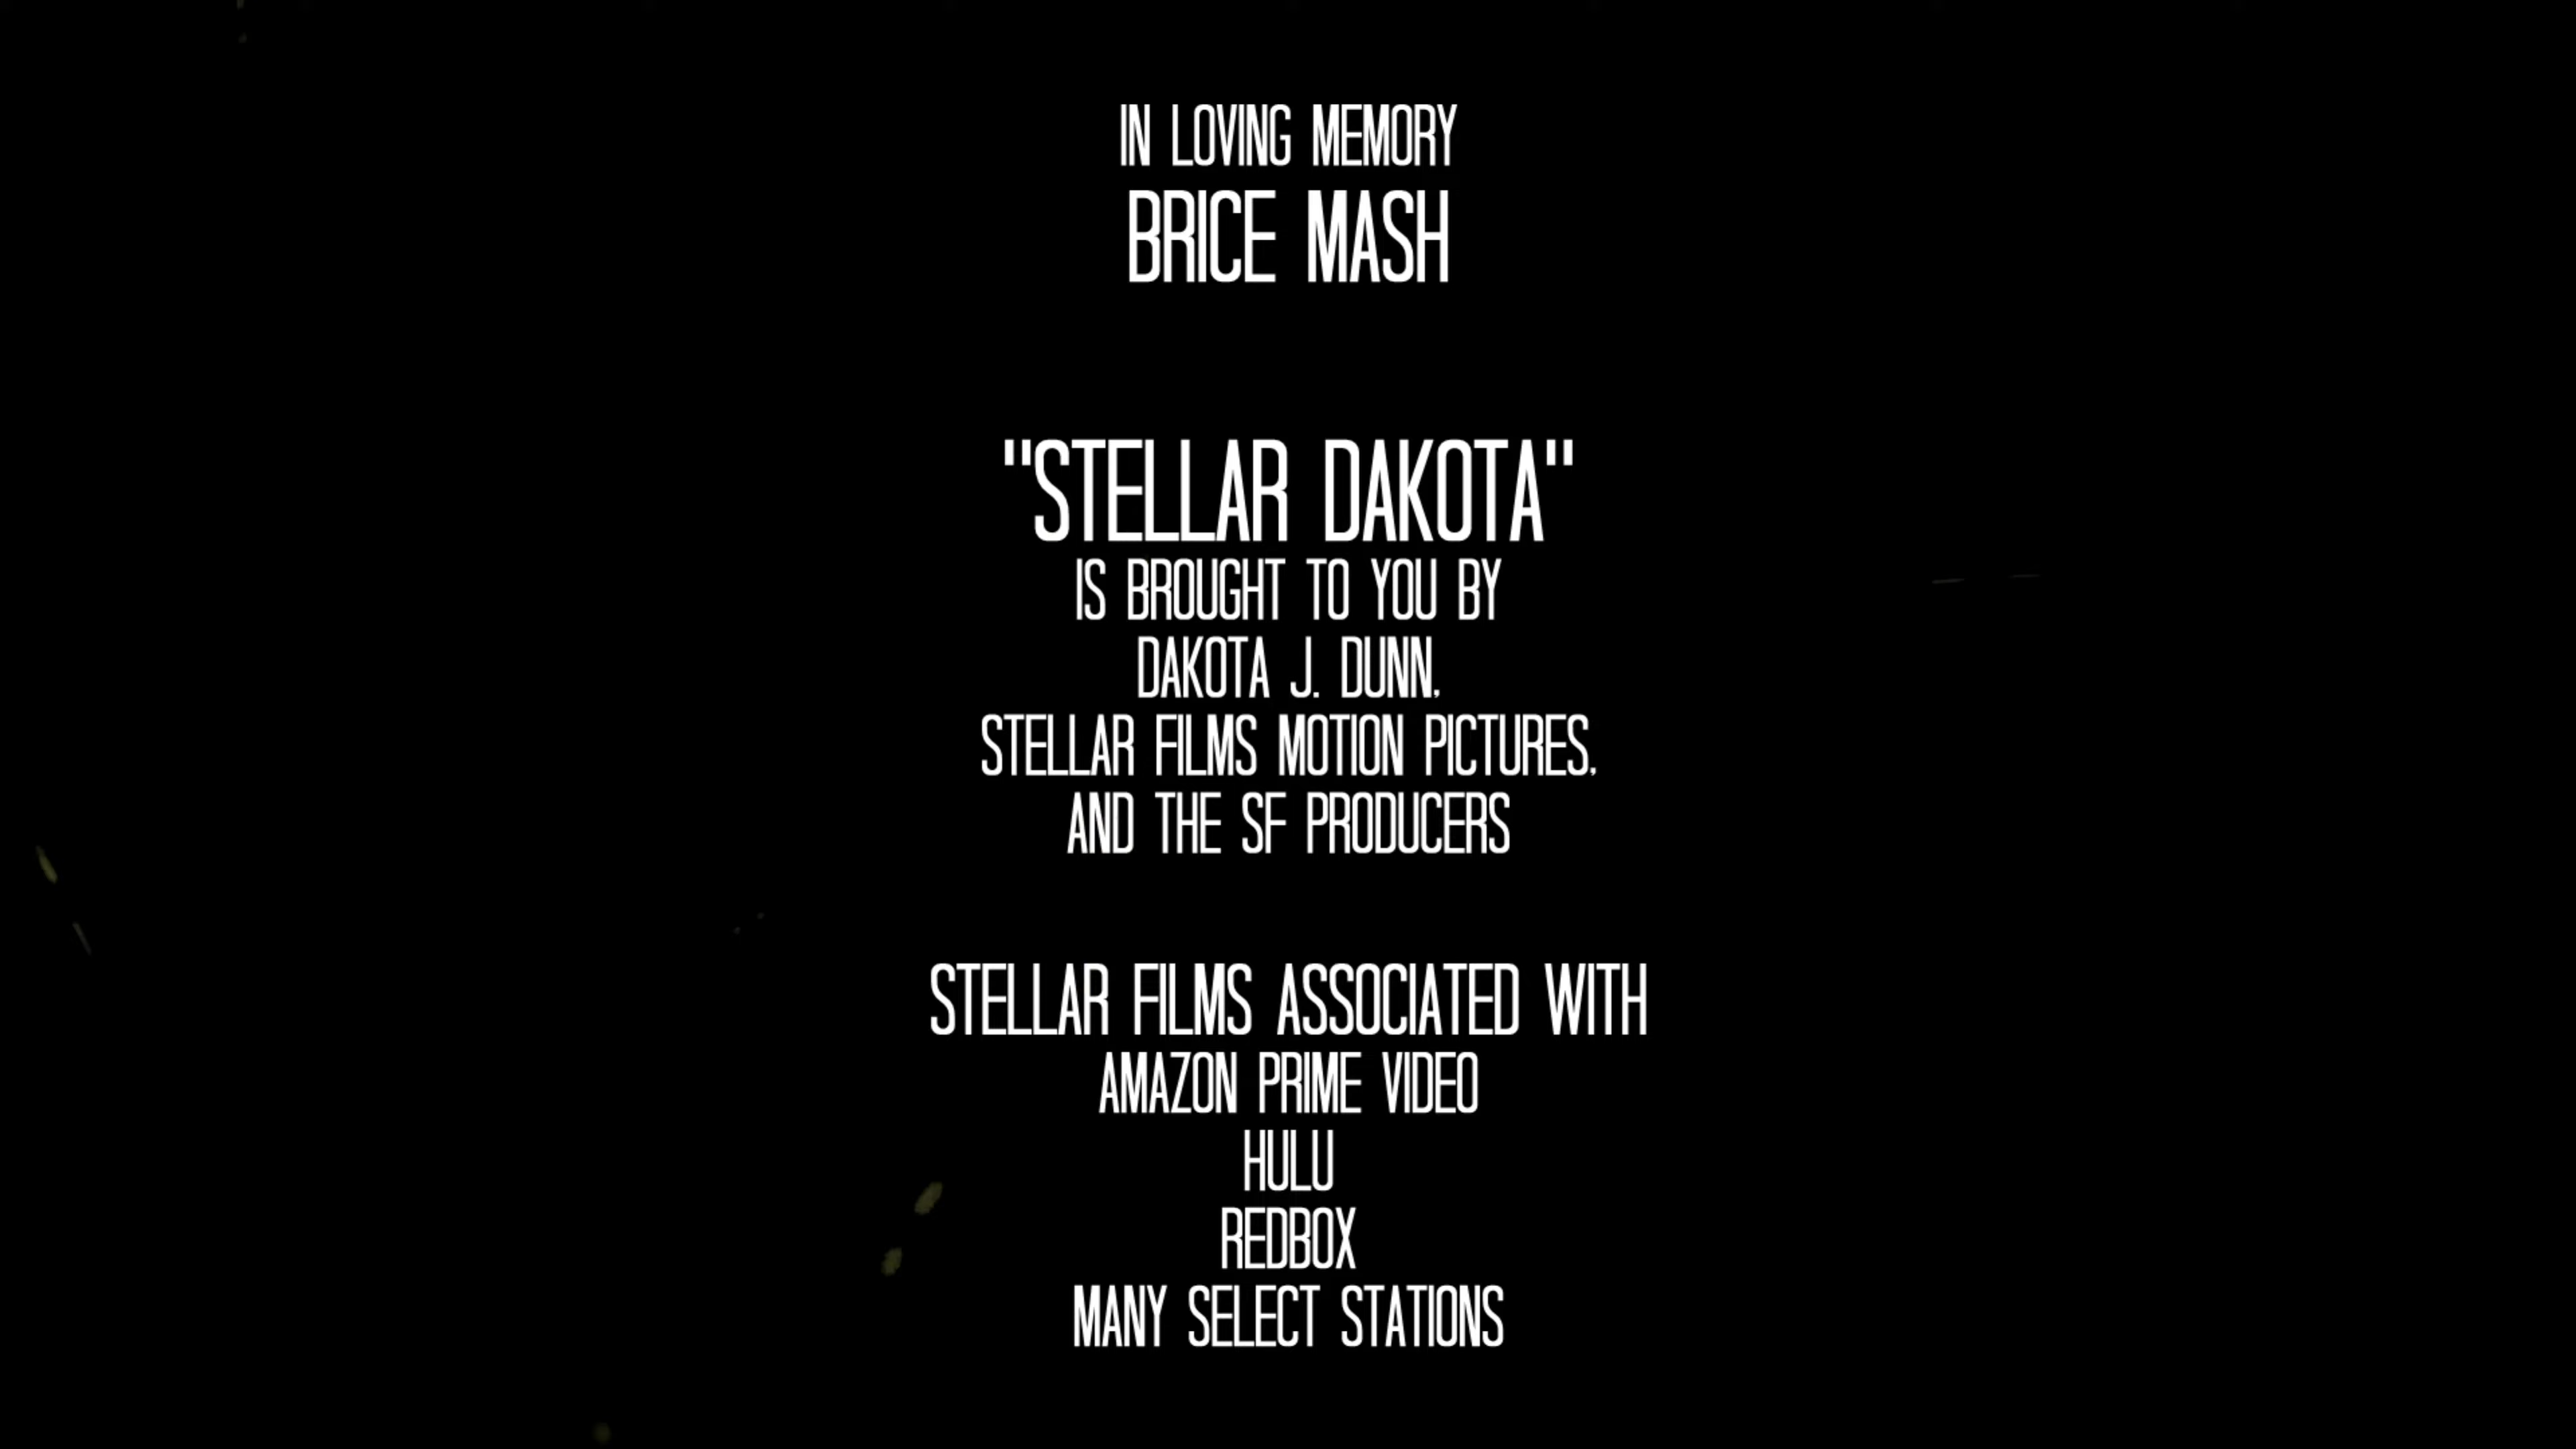 IN LOVING MEMORY
BRICE MASH
"STELLAR DAKOTA"
IS BROUGHT TO YOU BY
DAKOTA J. DUNN,
STELLAR FILMS MOTION PICTURES,
AND THE SF PRODUCERS
STELLAR FILMS ASSOCIATED WITH
AMAZON PRIME VIDEO
HULU
REDBOX
MANY SELECT STATIONS